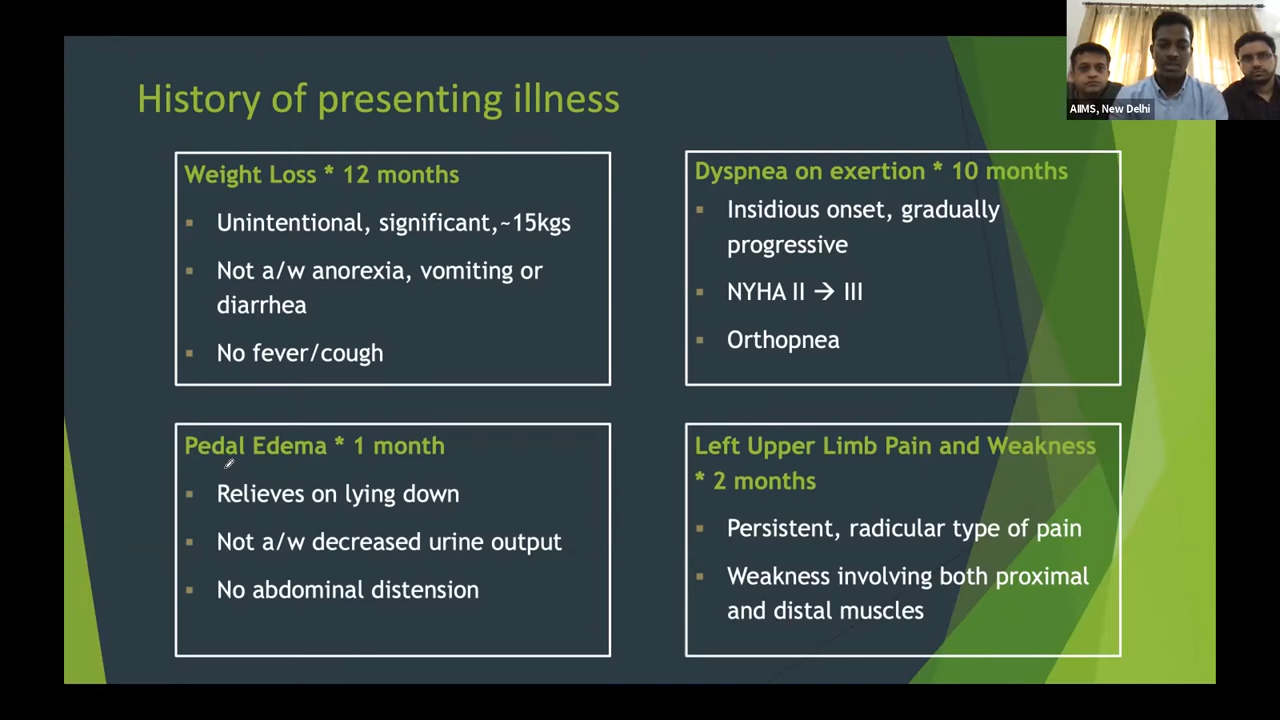 History of presenting illness
Weight Loss * 12 months
Unintentional, significant,~15kgs
Not a/w anorexia, vomiting or
diarrhea
No fever/cough
Dyspnea on exertion * 10 months
Insidious onset, gradually
progressive
NYHA II → III
Orthopnea
Pedal Edema * 1 month
Relieves on lying down
Not a/w decreased urine output
No abdominal distension
Left Upper Limb Pain and Weakness
* 2 months
Persistent, radicular type of pain
Weakness involving both proximal
and distal muscles
AIIMS, New Delhi